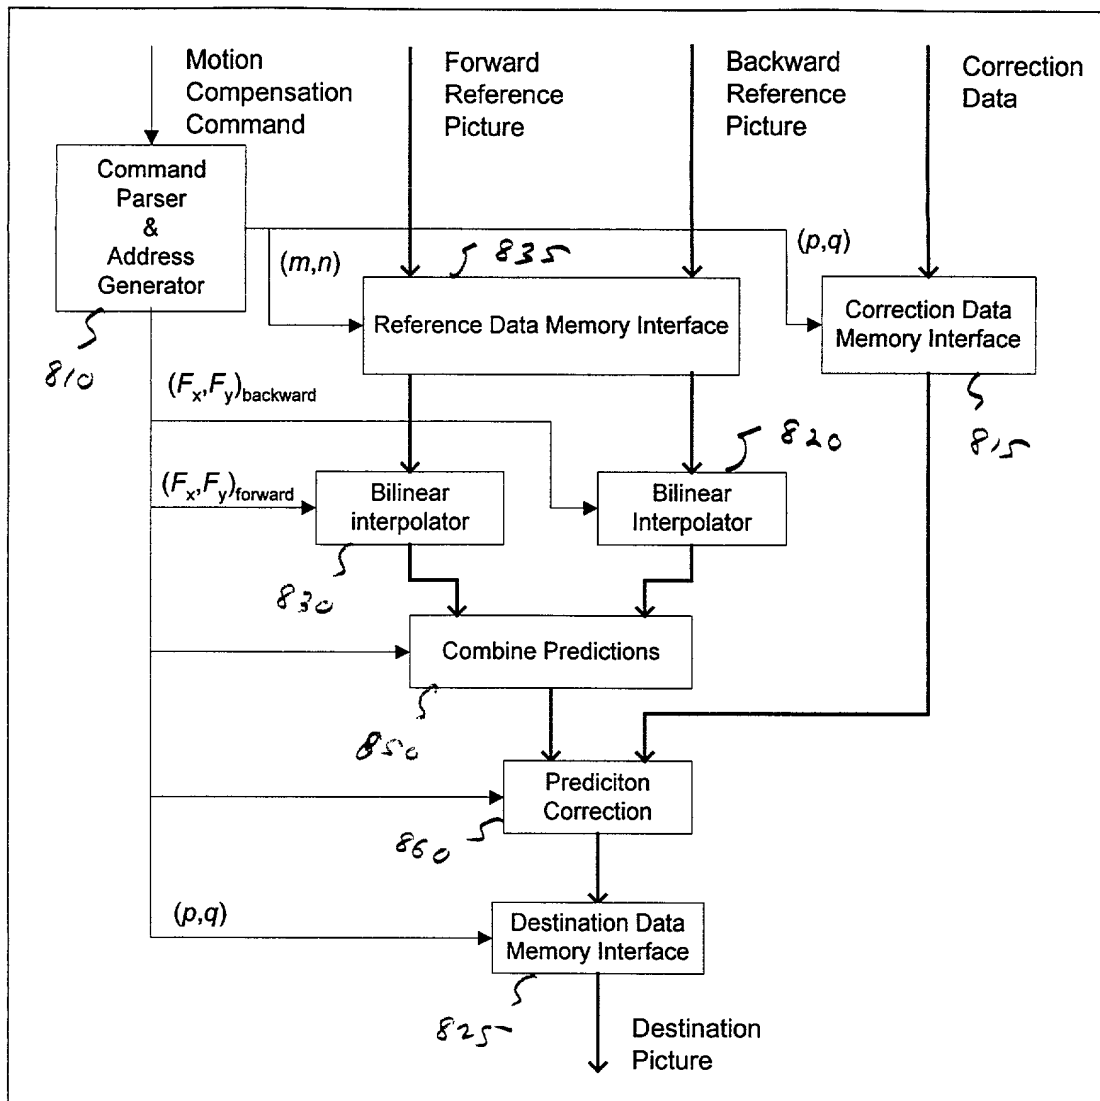 Motion
Compensation
Command
Forward
Reference
Picture
Backward
Reference
Picture
Correction
Data
Command
Parser
&
Address
Generator
(m,n)
835
(p,q)
Reference Data Memory Interface
Correction Data
Memory Interface
810
(Fx,Fy)backward
820
815
(Fx,Fy)forward
Bilinear
interpolator
Bilinear
Interpolator
830
Combine Predictions
850
Prediciton
Correction
860
(p,q)
Destination Data
Memory Interface
825
Destination
Picture